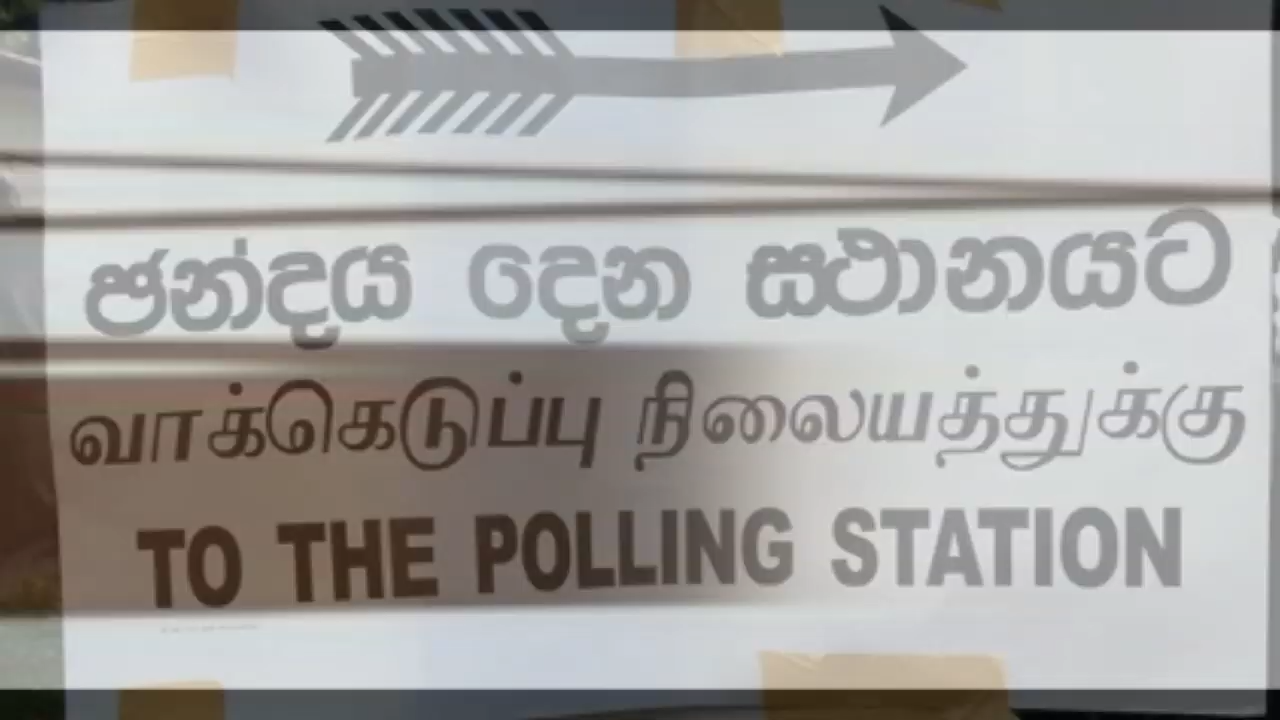 ඡන්දය දෙන ස්ථානයට
வாக்கெடுப்பு நிலையத்துக்கு
TO THE POLLING STATION